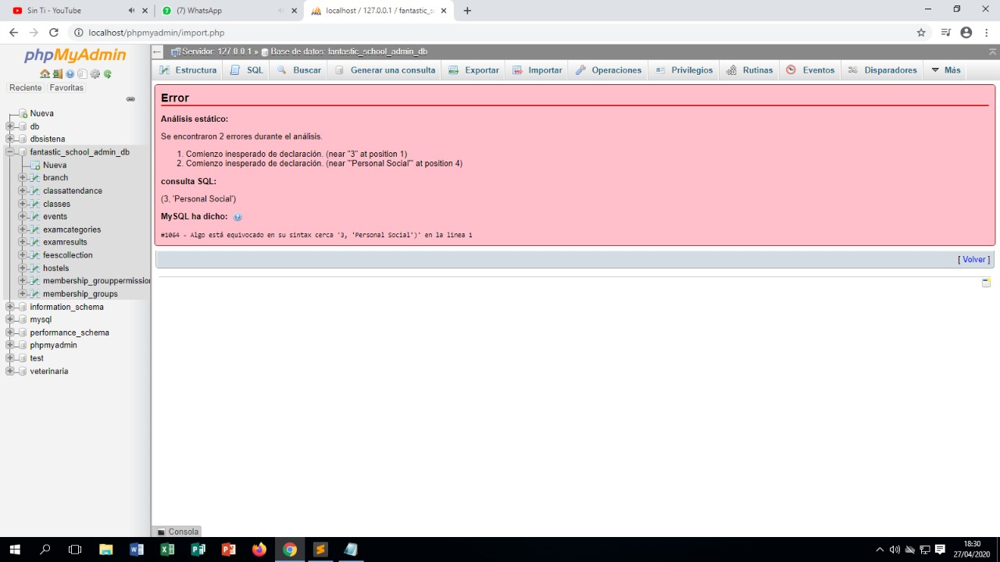 Sin Ti - YouTube
(7) WhatsApp
localhost / 127.0.0.1 / fantastic_sc
localhost/phpmyadmin/import.php
phpMyAdmin
Reciente Favoritas
Nueva
db
dbsistena
fantastic_school_admin_db
Nueva
branch
classattendance
classes
events
examcategories
examresults
feescollection
hostels
membership_grouppermission
membership_groups
information_schema
mysql
performance_schema
phpmyadmin
test
veterinaria
Servidor: 127.0.0.1 » Base de datos: fantastic_school_admin_db
Estructura SQL Buscar Generar una consulta Exportar Importar Operaciones Privilegios Rutinas Eventos Disparadores Más
Error
Análisis estático:
Se encontraron 2 errores durante el análisis.
1. Comienzo inesperado de declaración. (near "3" at position 1)
2. Comienzo inesperado de declaración. (near "'Personal Social'" at position 4)
consulta SQL:
(3, 'Personal Social')
MySQL ha dicho:
#1064 - Algo está equivocado en su sintax cerca '3, 'Personal Social')' en la linea 1
[ Volver ]
Consola
18:30
27/04/2020